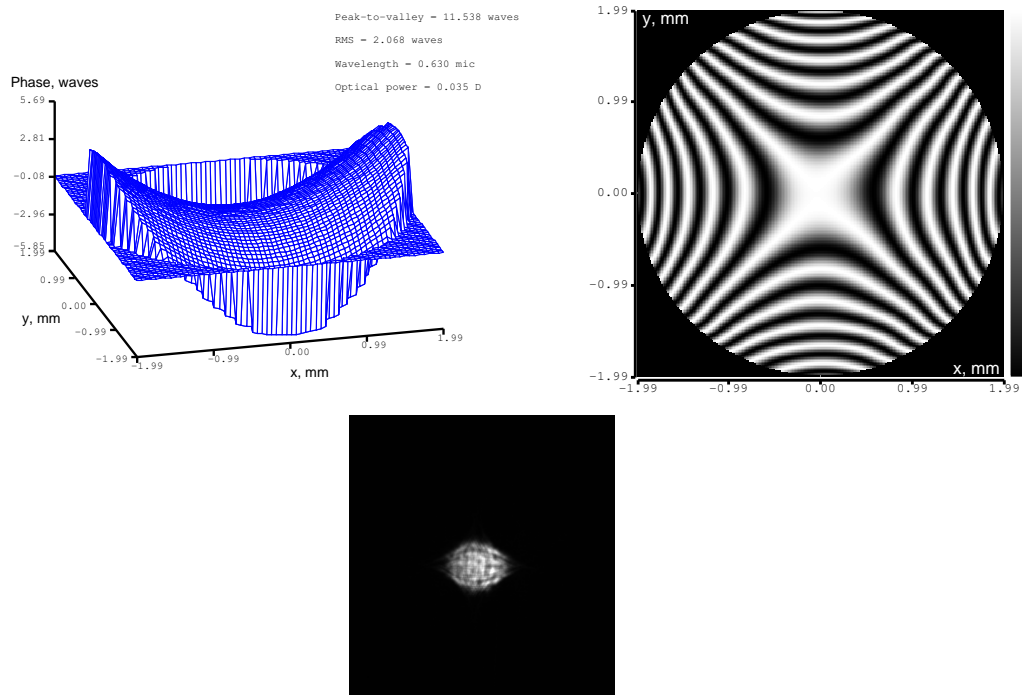 Peak-to-valley = 11.538 waves
RMS = 2.068 waves
Wavelength = 0.630 mic
Optical power = 0.035 D
Phase, waves
5.69
2.81
-0.08
-2.96
-5.85
1.99
0.99
0.00
-0.99
-1.99
y, mm
-1.99
-0.99
0.00
0.99
1.99
x, mm
y, mm
1.99
0.99
0.00
-0.99
-1.99
x, mm
-1.99
-0.99
0.00
0.99
1.99